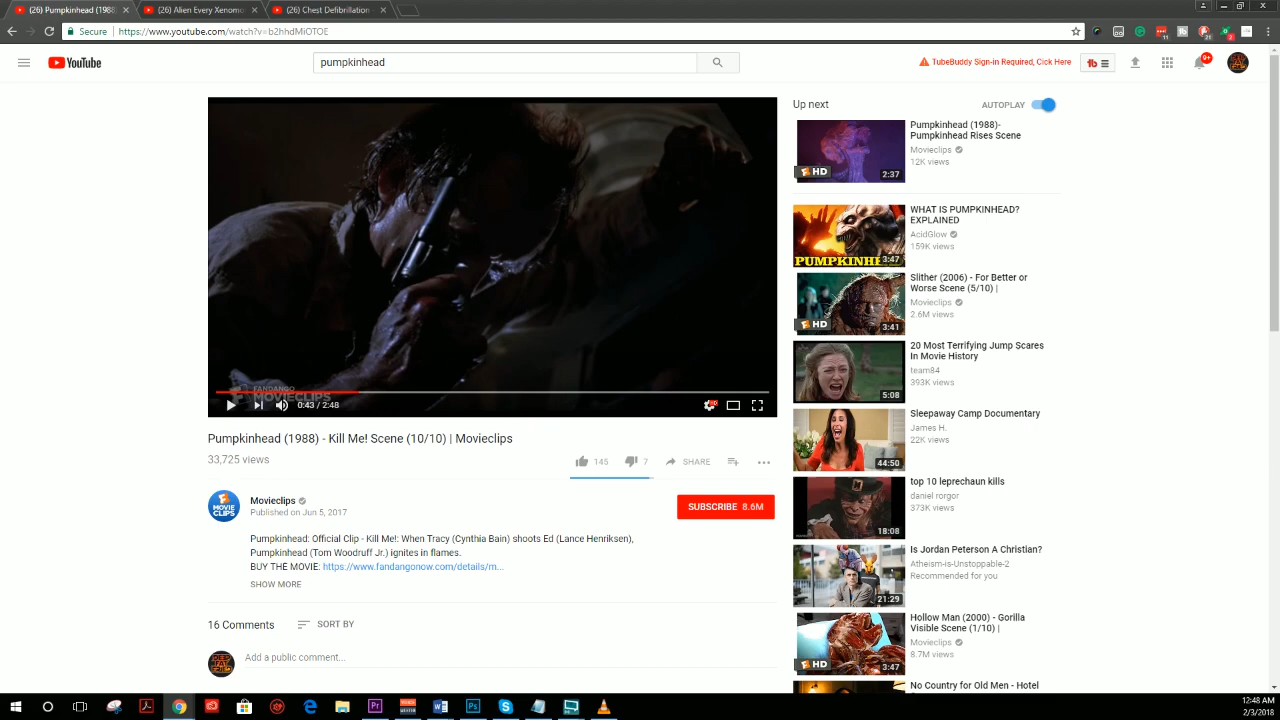 (26) Pumpkinhead (1988)
(26) Alien Every Xenom
(26) Chest Defibrillation -
Secure
https://www.youtube.com/watch?v=b2hhdMiOTOE
YouTube
pumpkinhead
TubeBuddy Sign-in Required, Cick Here
9+
FANDANGO
MOVIECLIPS
0:43 / 2:48
Pumpkinhead (1988) - Kill Me! Scene (10/10) | Movieclips
33,725 views
145
7
SHARE
MOVIE CLIPS
Movieclips
Published on Jun 5, 2017
SUBSCRIBE 8.6M
Pumpkinhead: Official Clip - Kill Me!: When Tracy (Cynthia Bain) shoots Ed (Lance Henriksen),
Pumpkinhead (Tom Woodruff Jr.) ignites in flames.
BUY THE MOVIE: https://www.fandangonow.com/details/m...
SHOW MORE
16 Comments
SORT BY
Add a public comment...
Up next
AUTOPLAY
HD
2:37
Pumpkinhead (1988)-
Pumpkinhead Rises Scene
Movieclips
12K views
PUMPKINHE
3:47
WHAT IS PUMPKINHEAD?
EXPLAINED
AcidGlow
159K views
HD
3:41
Slither (2006) - For Better or
Worse Scene (5/10) |
Movieclips
2.6M views
5:08
20 Most Terrifying Jump Scares
In Movie History
team84
393K views
44:50
Sleepaway Camp Documentary
James H.
22K views
18:08
top 10 leprechaun kills
daniel rorgor
373K views
21:29
Is Jordan Peterson A Christian?
Atheism-is-Unstoppable-2
Recommended for you
HD
3:47
Hollow Man (2000) - Gorilla
Visible Scene (1/10) |
Movieclips
8.7M views
No Country for Old Men - Hotel
12:48 AM
2/3/2018